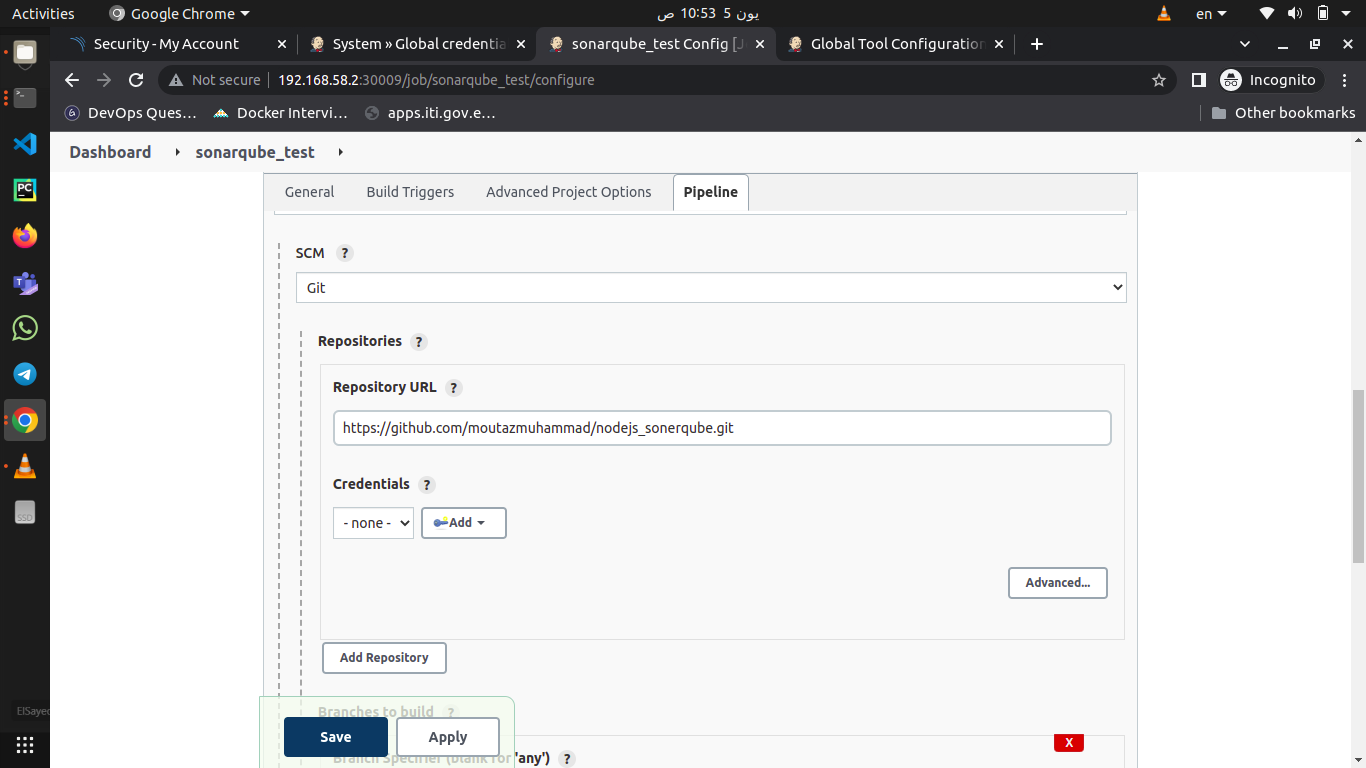 Activities
Google Chrome
يون 5 10:53 ص
en
Security - My Account
System » Global credentia
sonarqube_test Config [J
Global Tool Configuration
Not secure
192.168.58.2:30009/job/sonarqube_test/configure
Incognito
DevOps Ques...
Docker Intervi...
apps.iti.gov.e...
Other bookmarks
Dashboard
sonarqube_test
General
Build Triggers
Advanced Project Options
Pipeline
SCM ?
Git
Repositories ?
Repository URL ?
https://github.com/moutazmuhammad/nodejs_sonerqube.git
Credentials ?
- none -
Add
Advanced...
Add Repository
Branches to build ?
Save
Apply
X
Branch Specifier (blank for 'any') ?
ElSayed
SSD
PC